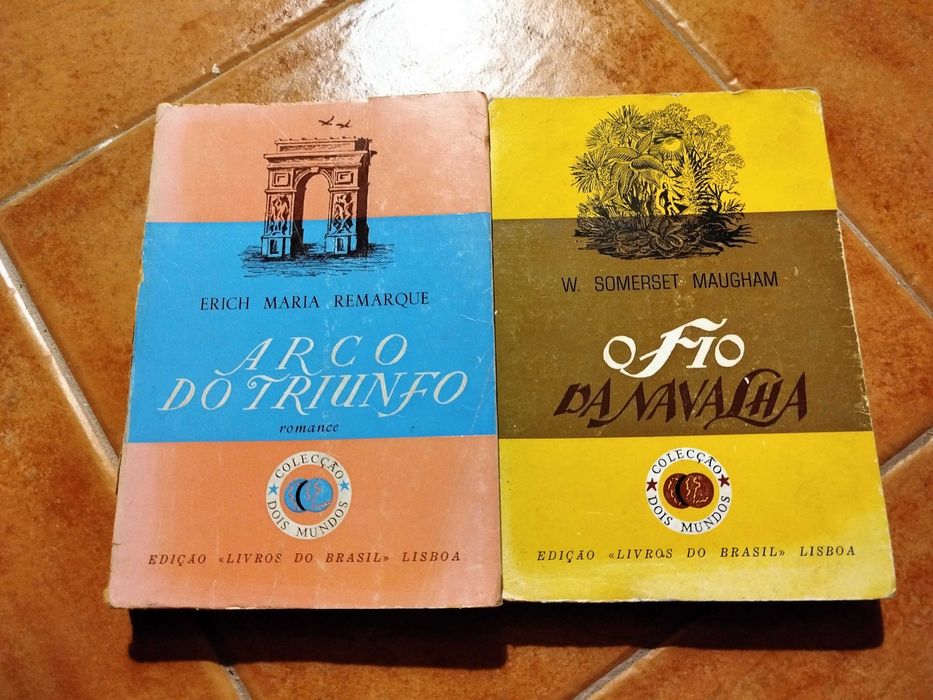 ERICH MARIA REMARQUE
ARCO
DO TRIUNFO
romance
COLECÇÃO
DOIS MUNDOS
EDIÇÃO «LIVROS DO BRASIL» LISBOA
W. SOMERSET MAUGHAM
O FIO
DA NAVALHA
COLECÇÃO
DOIS MUNDOS
EDIÇÃO «LIVROS DO BRASIL» LISBOA